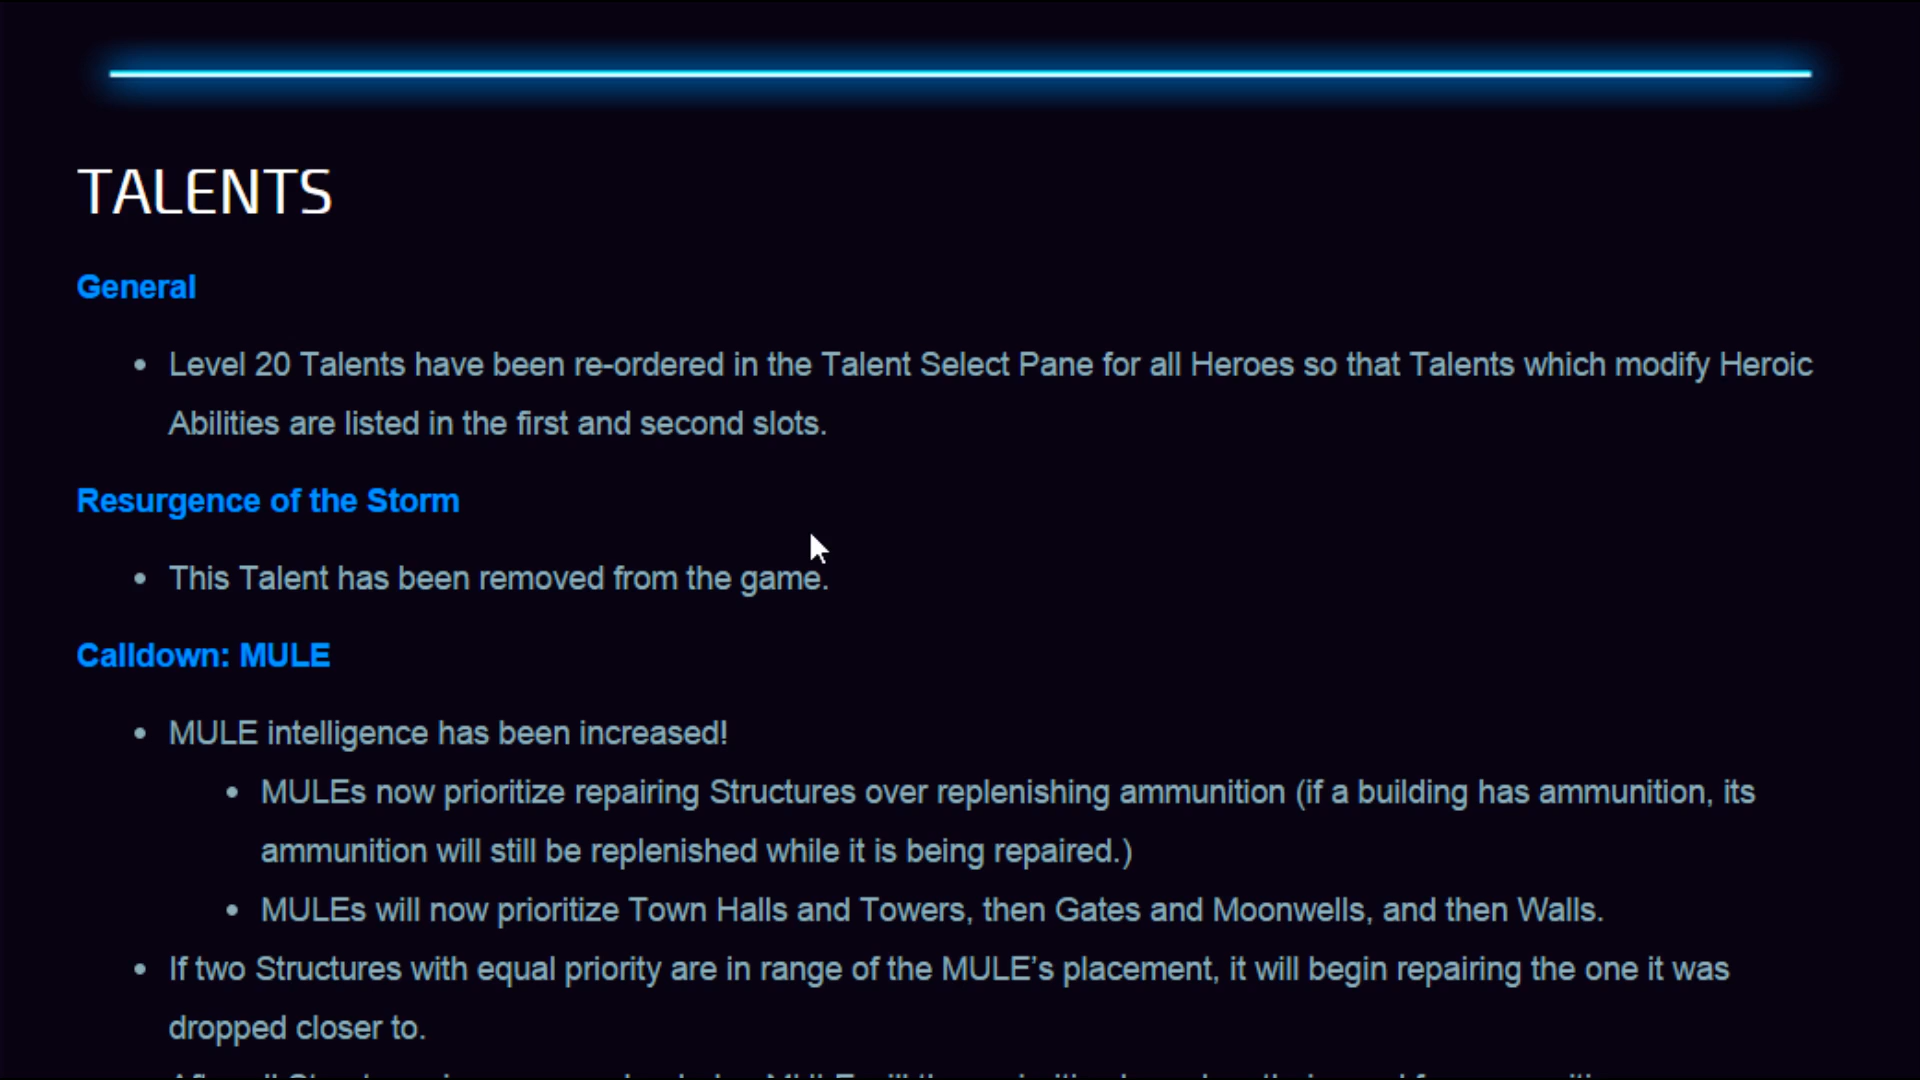 TALENTS
General
Level 20 Talents have been re-ordered in the Talent Select Pane for all Heroes so that Talents which modify Heroic
Abilities are listed in the first and second slots.
Resurgence of the Storm
This Talent has been removed from the game.
Calldown: MULE
MULE intelligence has been increased!
MULEs now prioritize repairing Structures over replenishing ammunition (if a building has ammunition, its
ammunition will still be replenished while it is being repaired.)
MULEs will now prioritize Town Halls and Towers, then Gates and Moonwells, and then Walls.
If two Structures with equal priority are in range of the MULE’s placement, it will begin repairing the one it was
dropped closer to.